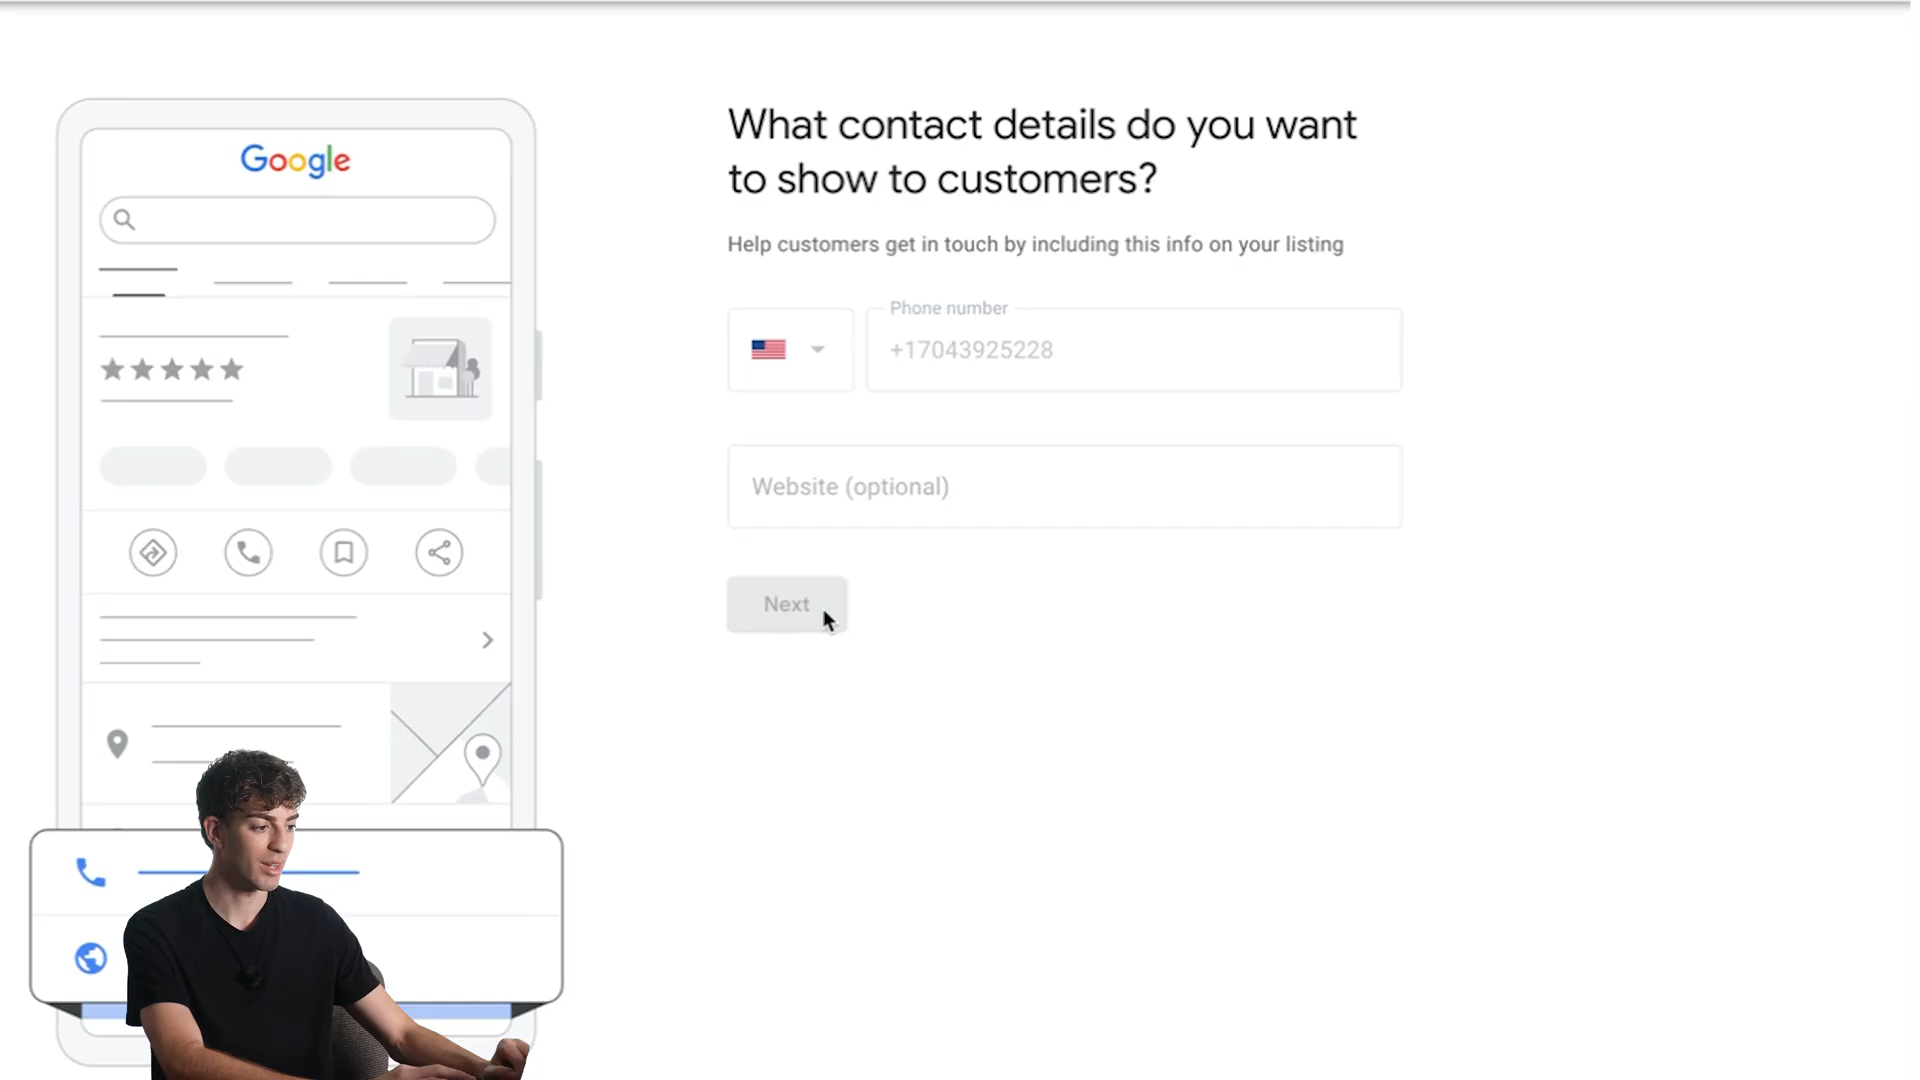 Google
What contact details do you want
to show to customers?
Help customers get in touch by including this info on your listing
Phone number
+17043925228
Website (optional)
Next